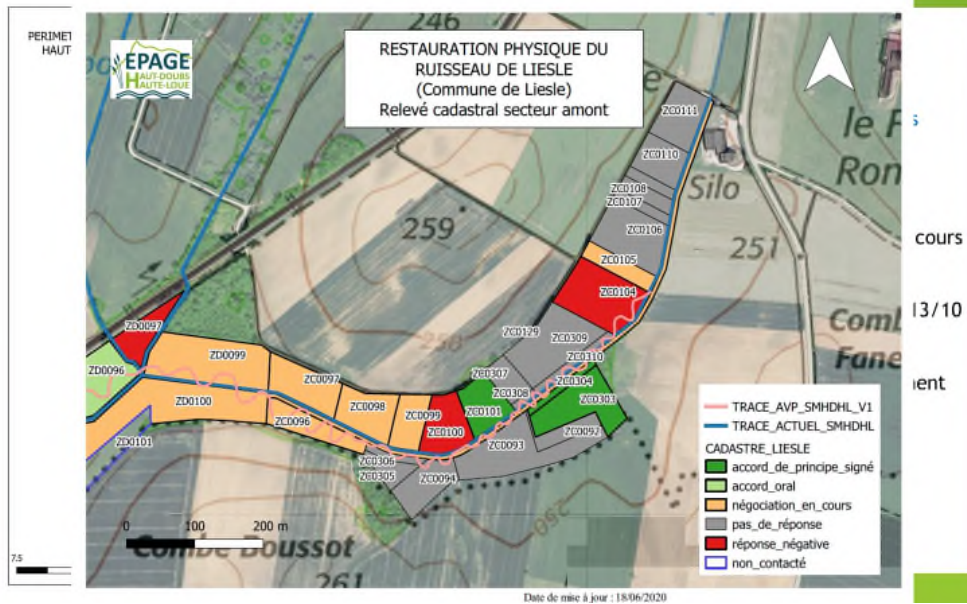 PERIMET
HAUT
EPAGE
HAUT-DOUBS
HAUTE-LOUE
RESTAURATION PHYSIQUE DU
RUISSEAU DE LIESLE
(Commune de Liesle)
Relevé cadastral secteur amont
s
cours
13/10
ent
le
Ron
Silo
259
251
250
Comb
Fane
ZC0111
ZC0110
ZC0108
ZC0107
ZC0106
ZC0105
ZC0104
ZC0129
ZC0309
ZC0310
ZC0307
ZC0304
ZC0308
ZC0303
ZD0097
ZD0099
ZD0096
ZC0097
ZD0100
ZC0098
ZC0099
ZC0101
ZC0096
ZC0100
ZC0093
ZC0092
ZD0101
ZC0306
ZC0305
ZC0094
250
TRACE_AVP_SMHDHL_V1
TRACE_ACTUEL_SMHDHL
CADASTRE_LIESLE
accord_de_principe_signé
accord_oral
négociation_en_cours
pas_de_réponse
réponse_négative
non_contacté
0 100 200 m
Combe Boussot
261
7.5
Date de mise à jour : 18/06/2020